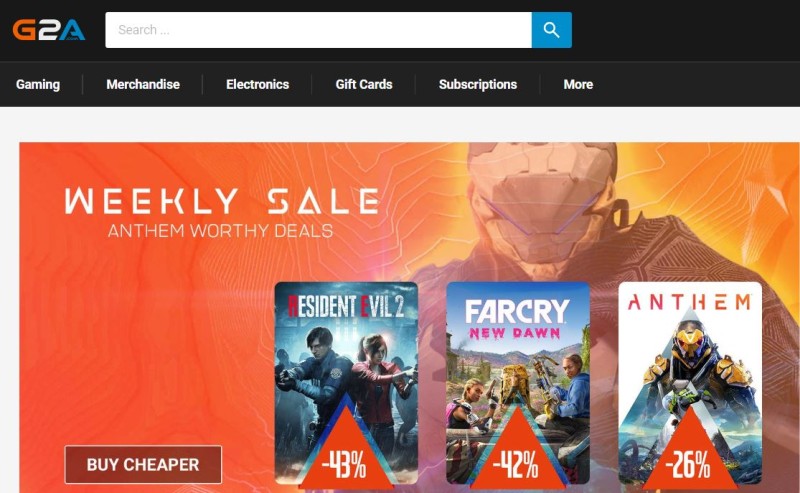 G2A
Search ...
Gaming
Merchandise
Electronics
Gift Cards
Subscriptions
More
WEEKLY SALE
ANTHEM WORTHY DEALS
RESIDENT EVIL 2
FARCRY
NEW DAWN
ANTHEM
BUY CHEAPER
-43%
-42%
-26%